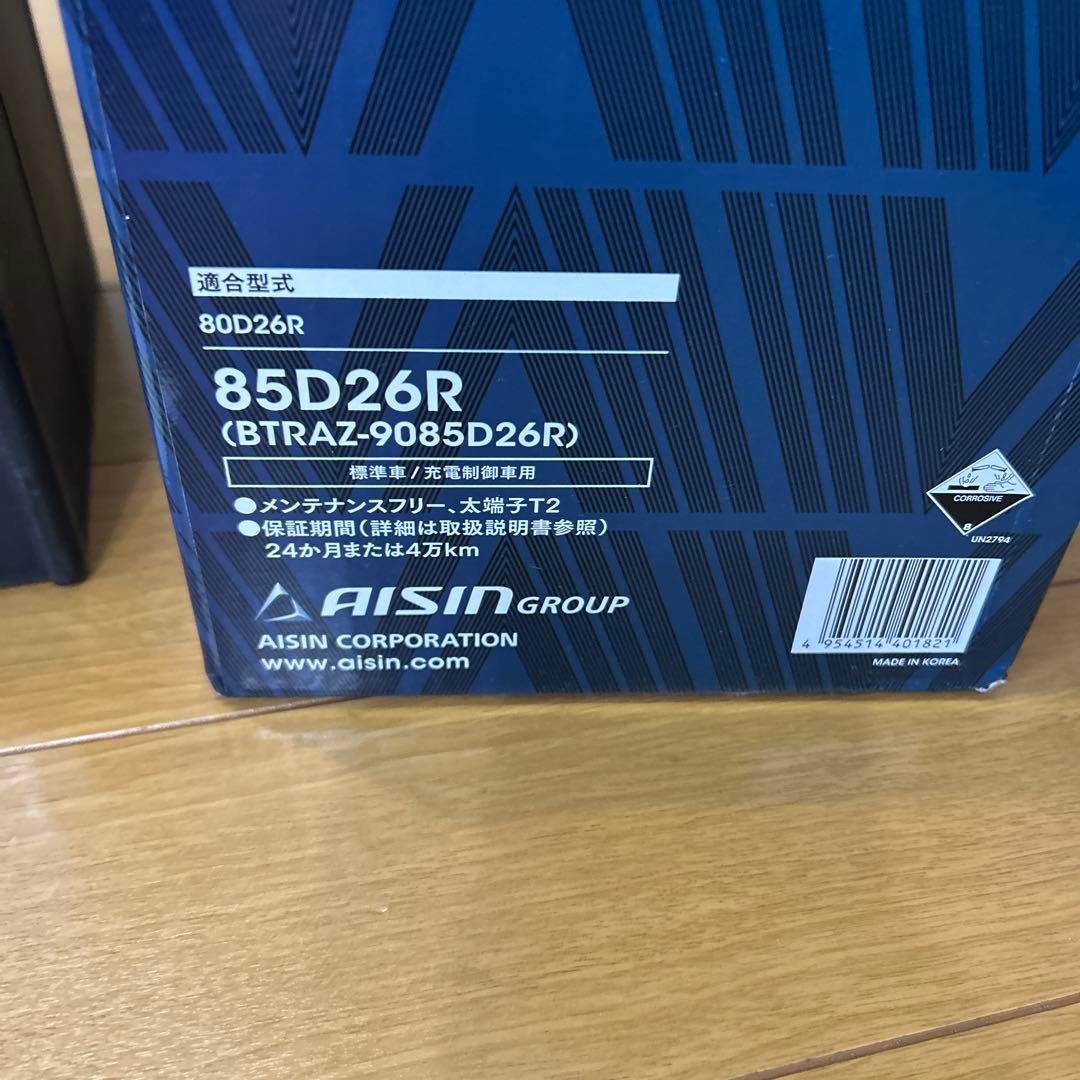 適合型式
80D26R
85D26R
(BTRAZ-9085D26R)
標準車/充電制御車用
●メンテナンスフリー、太端子T2
●保証期間(詳細は取扱説明書参照)
24か月または4万km
AISIN GROUP
AISIN CORPORATION
www.aisin.com
CORROSIVE
8
UN2794
4 954514 401821
MADE IN KOREA